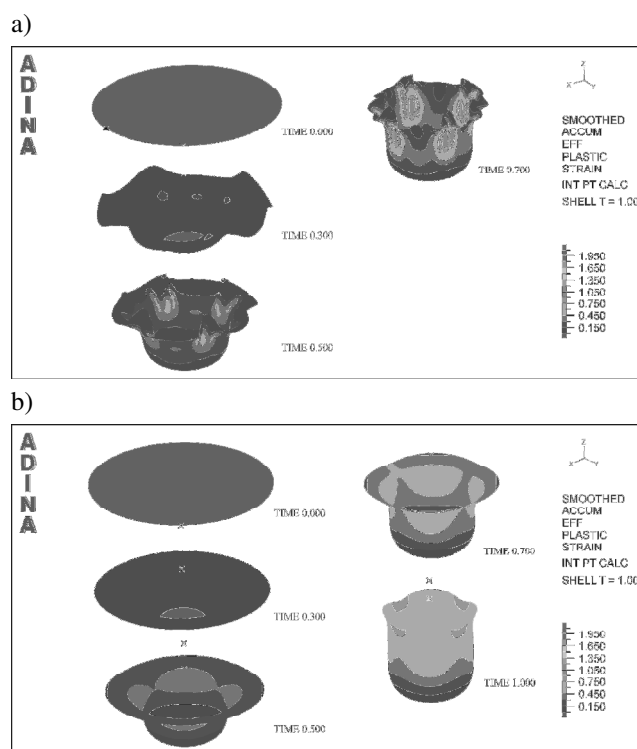 a)
ADINA
TIME 0.000
TIME 0.300
TIME 0.500
TIME 0.700
Z
X Y
SMOOTHED
ACCUM
EFF
PLASTIC
STRAIN
INT PT CALC
SHELL T = 1.00
1.950
1.650
1.350
1.050
0.750
0.450
0.150
b)
ADINA
TIME 0.000
TIME 0.300
TIME 0.500
TIME 0.700
TIME 1.000
Z
X Y
SMOOTHED
ACCUM
EFF
PLASTIC
STRAIN
INT PT CALC
SHELL T = 1.00
1.950
1.650
1.350
1.050
0.750
0.450
0.150